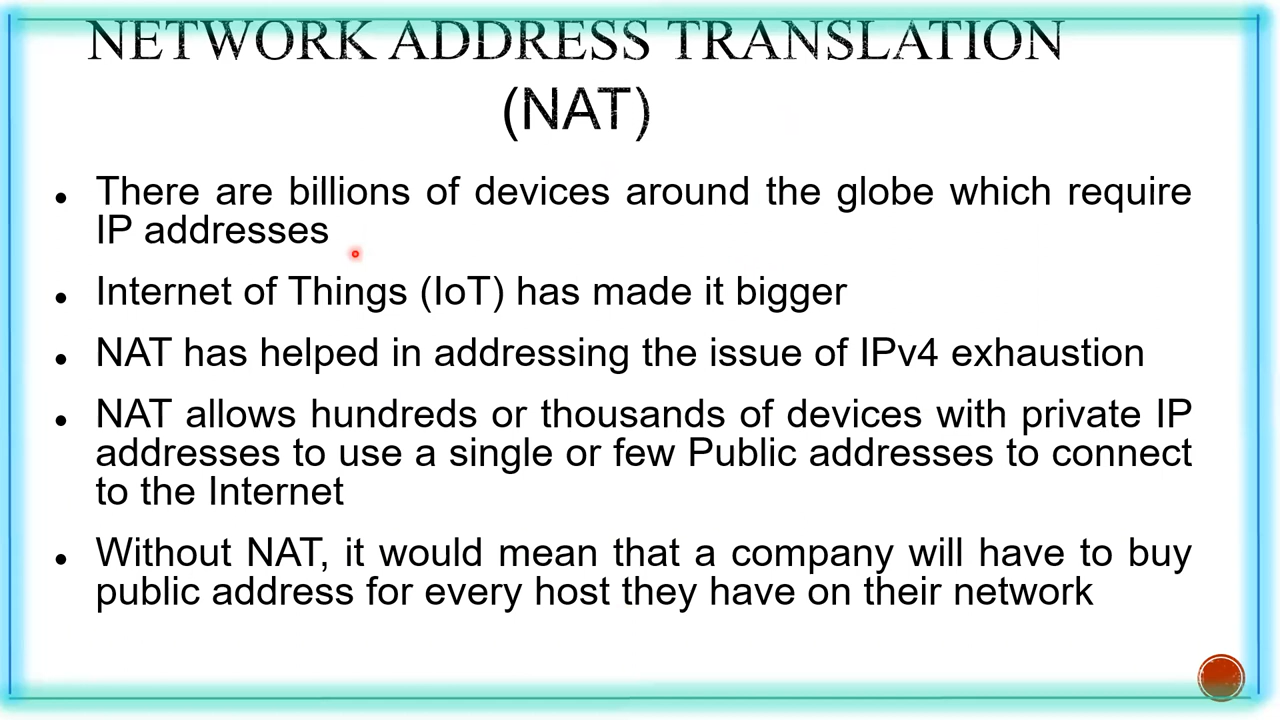 NETWORK ADDRESS TRANSLATION
(NAT)
• There are billions of devices around the globe which require
IP addresses
• Internet of Things (IoT) has made it bigger
• NAT has helped in addressing the issue of IPv4 exhaustion
• NAT allows hundreds or thousands of devices with private IP
addresses to use a single or few Public addresses to connect
to the Internet
• Without NAT, it would mean that a company will have to buy
public address for every host they have on their network